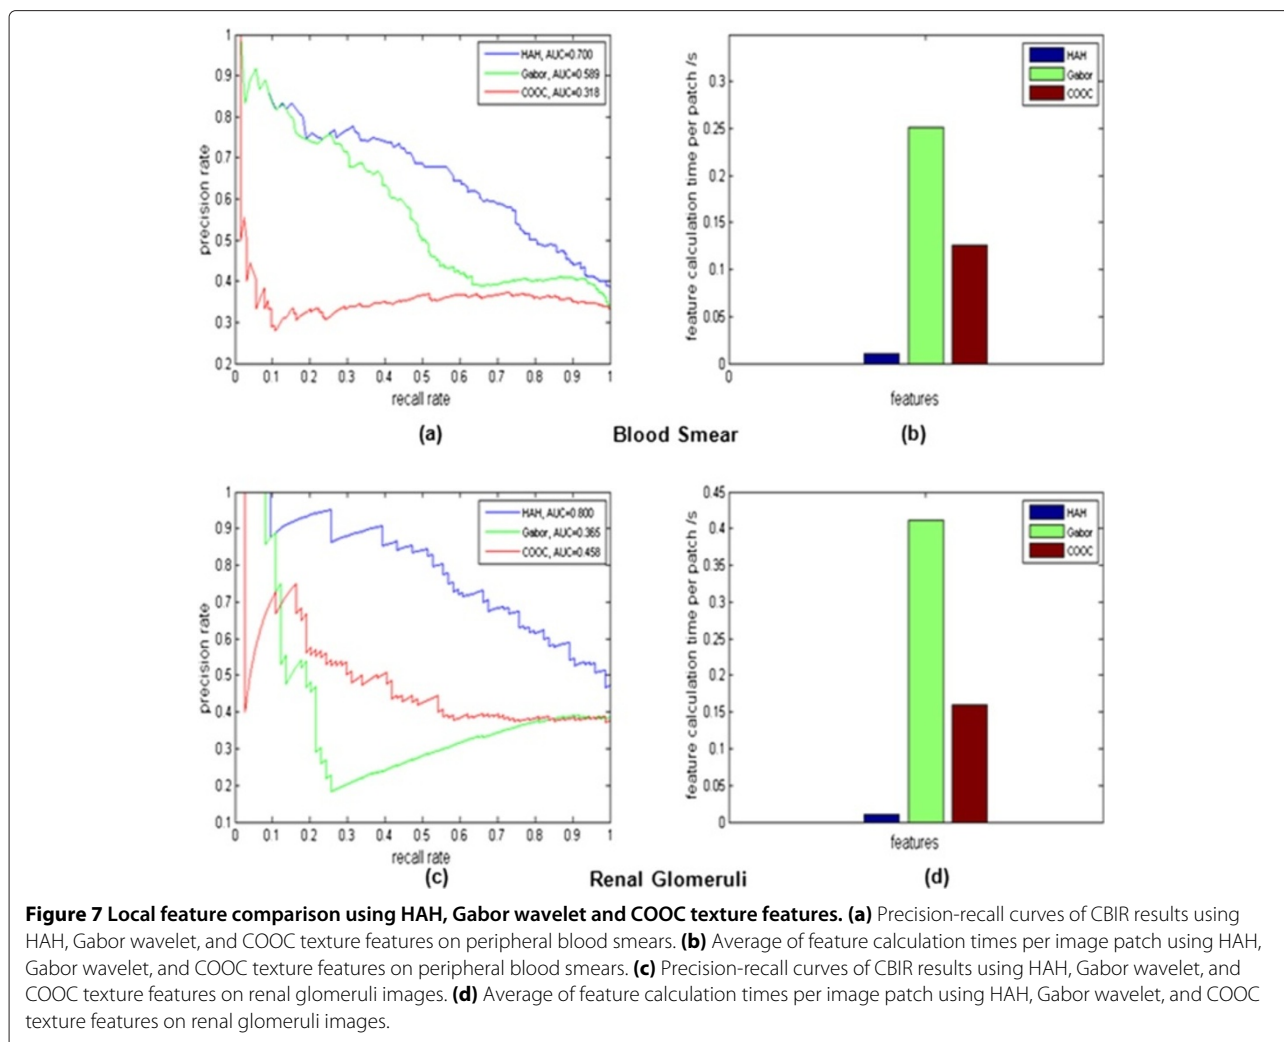 1
0.9
0.8
0.7
0.6
0.5
0.4
0.3
0.2
precision rate
HAH, AUC=0.700
Gabor, AUC=0.589
COOC, AUC=0.318
0 0.1 0.2 0.3 0.4 0.5 0.6 0.7 0.8 0.9 1
recall rate
(a)
0.3
0.25
0.2
0.15
0.1
0.05
0
feature calculation time per patch /s
HAH
Gabor
COOC
0
features
(b)
Blood Smear
1
0.9
0.8
0.7
0.6
0.5
0.4
0.3
0.2
0.1
precision rate
HAH, AUC=0.800
Gabor, AUC=0.365
COOC, AUC=0.458
0 0.1 0.2 0.3 0.4 0.5 0.6 0.7 0.8 0.9 1
recall rate
(c)
0.45
0.4
0.35
0.3
0.25
0.2
0.15
0.1
0.05
0
feature calculation time per patch /s
HAH
Gabor
COOC
features
(d)
Renal Glomeruli
Figure 7 Local feature comparison using HAH, Gabor wavelet and COOC texture features. (a) Precision-recall curves of CBIR results using
HAH, Gabor wavelet, and COOC texture features on peripheral blood smears. (b) Average of feature calculation times per image patch using HAH,
Gabor wavelet, and COOC texture features on peripheral blood smears. (c) Precision-recall curves of CBIR results using HAH, Gabor wavelet, and
COOC texture features on renal glomeruli images. (d) Average of feature calculation times per image patch using HAH, Gabor wavelet, and COOC
texture features on renal glomeruli images.